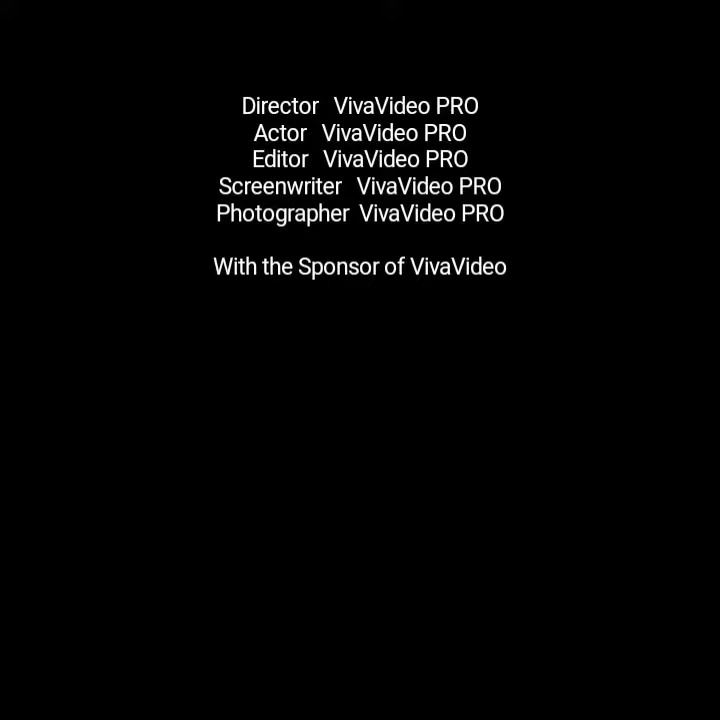 Director VivaVideo PRO
Actor VivaVideo PRO
Editor VivaVideo PRO
Screenwriter VivaVideo PRO
Photographer VivaVideo PRO
With the Sponsor of VivaVideo